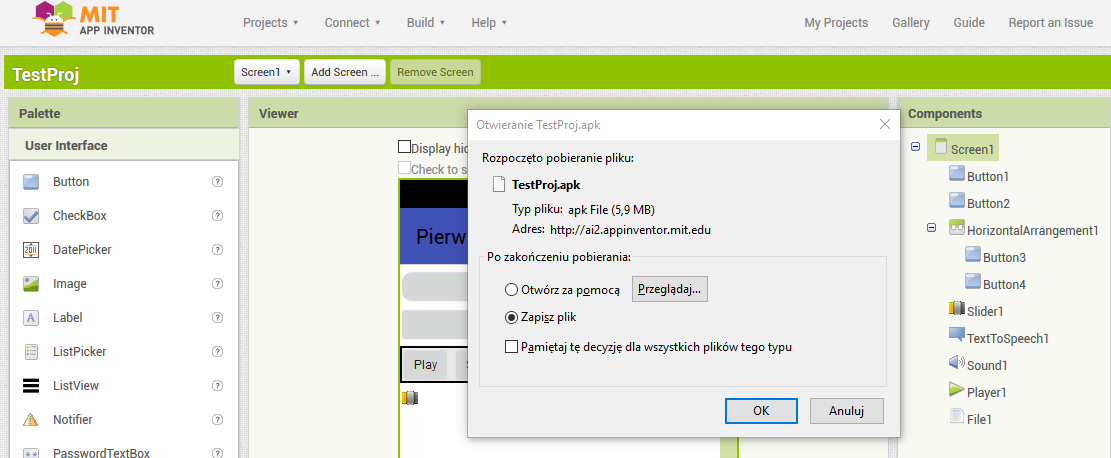 MIT
APP INVENTOR
Projects Connect Build Help My Projects Gallery Guide Report an Issue
TestProj Screen1 Add Screen ... Remove Screen
Palette
User Interface
Button ?
CheckBox ?
2011 DatePicker ?
Image ?
A Label ?
ListPicker ?
ListView ?
Notifier ?
PasswordTextBox ?
Viewer
Display hid
Check to s
Pierw
Play
Otwieranie TestProj.apk
Rozpoczęto pobieranie pliku:
TestProj.apk
Typ pliku: apk File (5,9 MB)
Adres: http://ai2.appinventor.mit.edu
Po zakończeniu pobierania:
Otwórz za pomocą Przeglądaj...
Zapisz plik
Pamiętaj tę decyzję dla wszystkich plików tego typu
OK Anuluj
Components
Screen1
Button1
Button2
HorizontalArrangement1
Button3
Button4
Slider1
TextToSpeech1
Sound1
Player1
File1